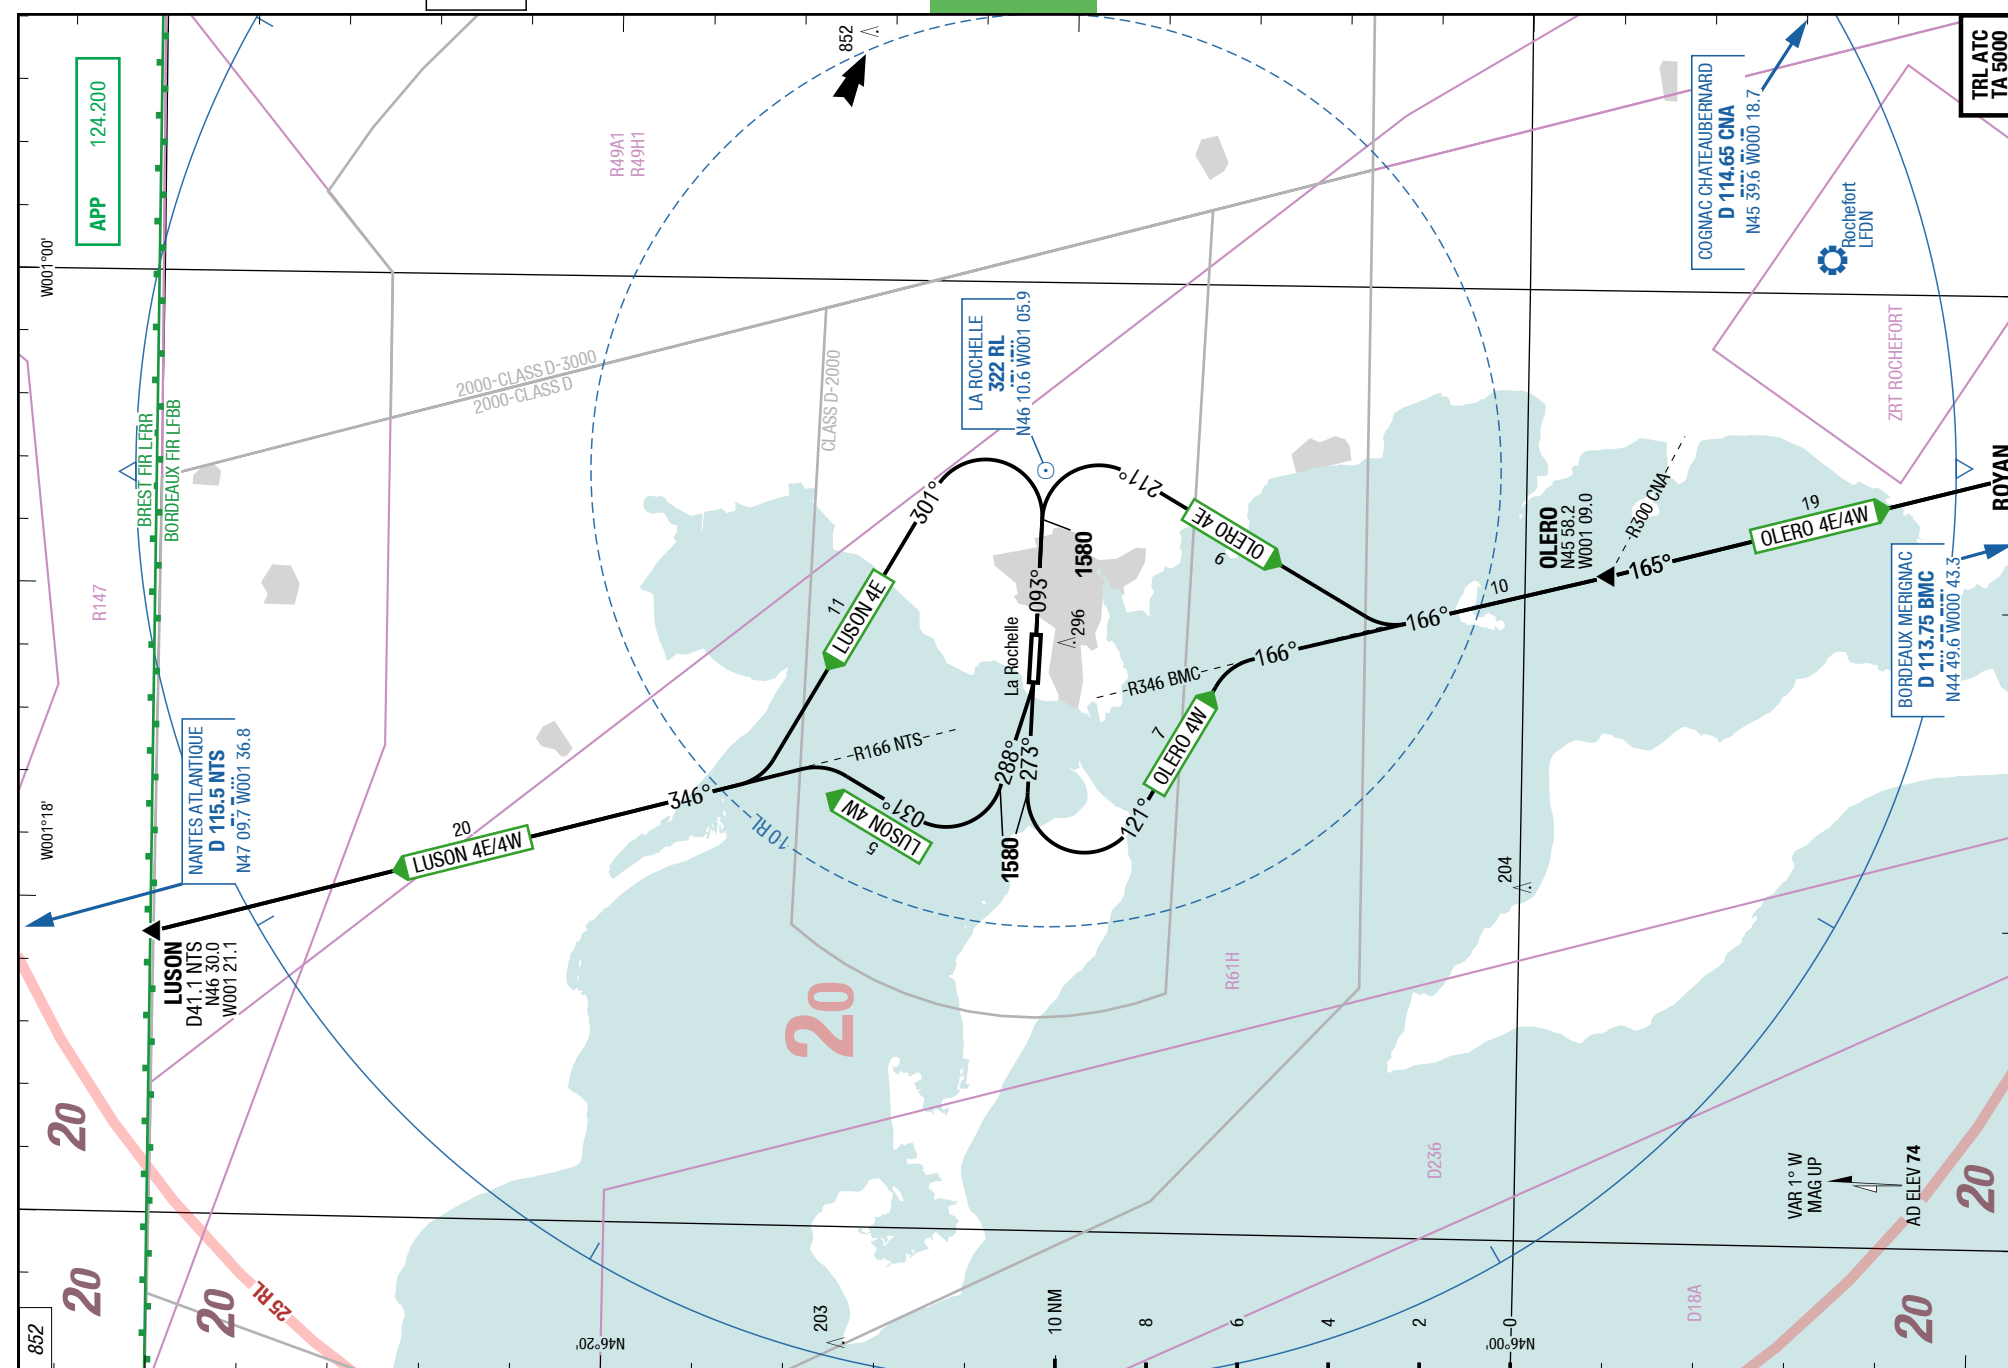 APP 124.200
W001°00'
BREST FIR LFRR
BORDEAUX FIR LFBB
R147
R49A1
R49H1
852
2000-CLASS D-3000
2000-CLASS D
CLASS D-2000
LA ROCHELLE
322 RL
N46 10.6 W001 05.9
COGNAC CHATEAUBERNARD
D 114.65 CNA
N45 39.6 W000 18.7
TRL ATC
TA 5000
Rochefort
LFDN
ZRT ROCHEFORT
ROYAN
NANTES ATLANTIQUE
D 115.5 NTS
N47 09.7 W001 36.8
W001°18'
LUSON
D41.1 NTS
N46 30.0
W001 21.1
20
LUSON 4E/4W
346°
R166 NTS
11
LUSON 4E
301°
031°
LUSON 4W
5
10 RL
288°
273°
093°
1580
1580
La Rochelle
296
211°
OLERO 4E
9
R346 BMC
166°
166°
7
OLERO 4W
121°
10
OLERO
N45 58.2
W001 09.0
R300 CNA
165°
19
OLERO 4E/4W
BORDEAUX MERIGNAC
D 113.75 BMC
N44 49.6 W000 43.3
204
R61H
20
D236
D18A
VAR 1° W
MAG UP
AD ELEV 74
20
20
20
20
20
25 RL
852
203
N46°20'
10 NM
8
6
4
2
0
N46°00'